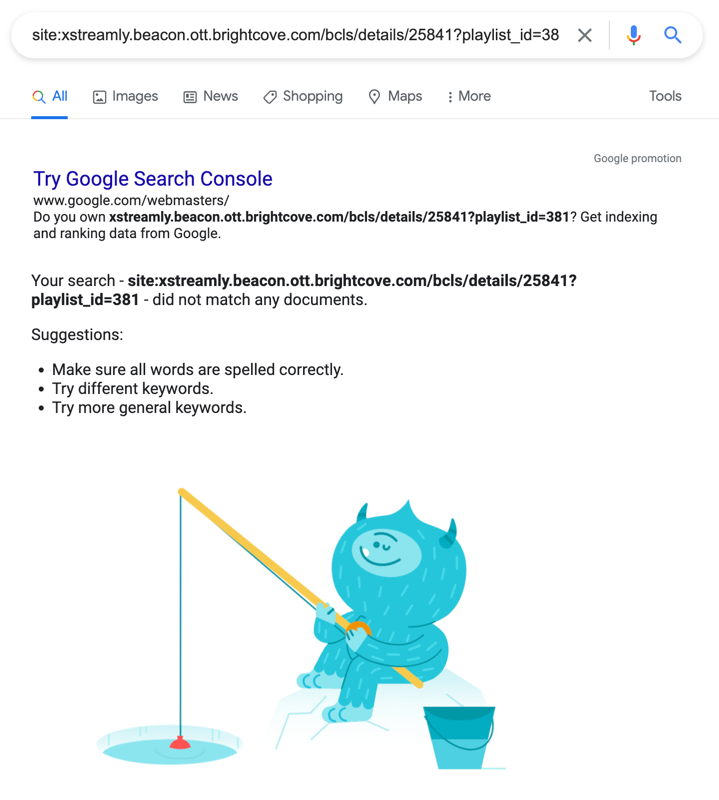 site:xstreamly.beacon.ott.brightcove.com/bcls/details/25841?playlist_id=38
All Images News Shopping Maps More Tools
Google promotion
Try Google Search Console
www.google.com/webmasters/
Do you own xstreamly.beacon.ott.brightcove.com/bcls/details/25841?playlist_id=381? Get indexing
and ranking data from Google.
Your search - site:xstreamly.beacon.ott.brightcove.com/bcls/details/25841?
playlist_id=381 - did not match any documents.
Suggestions:
• Make sure all words are spelled correctly.
• Try different keywords.
• Try more general keywords.